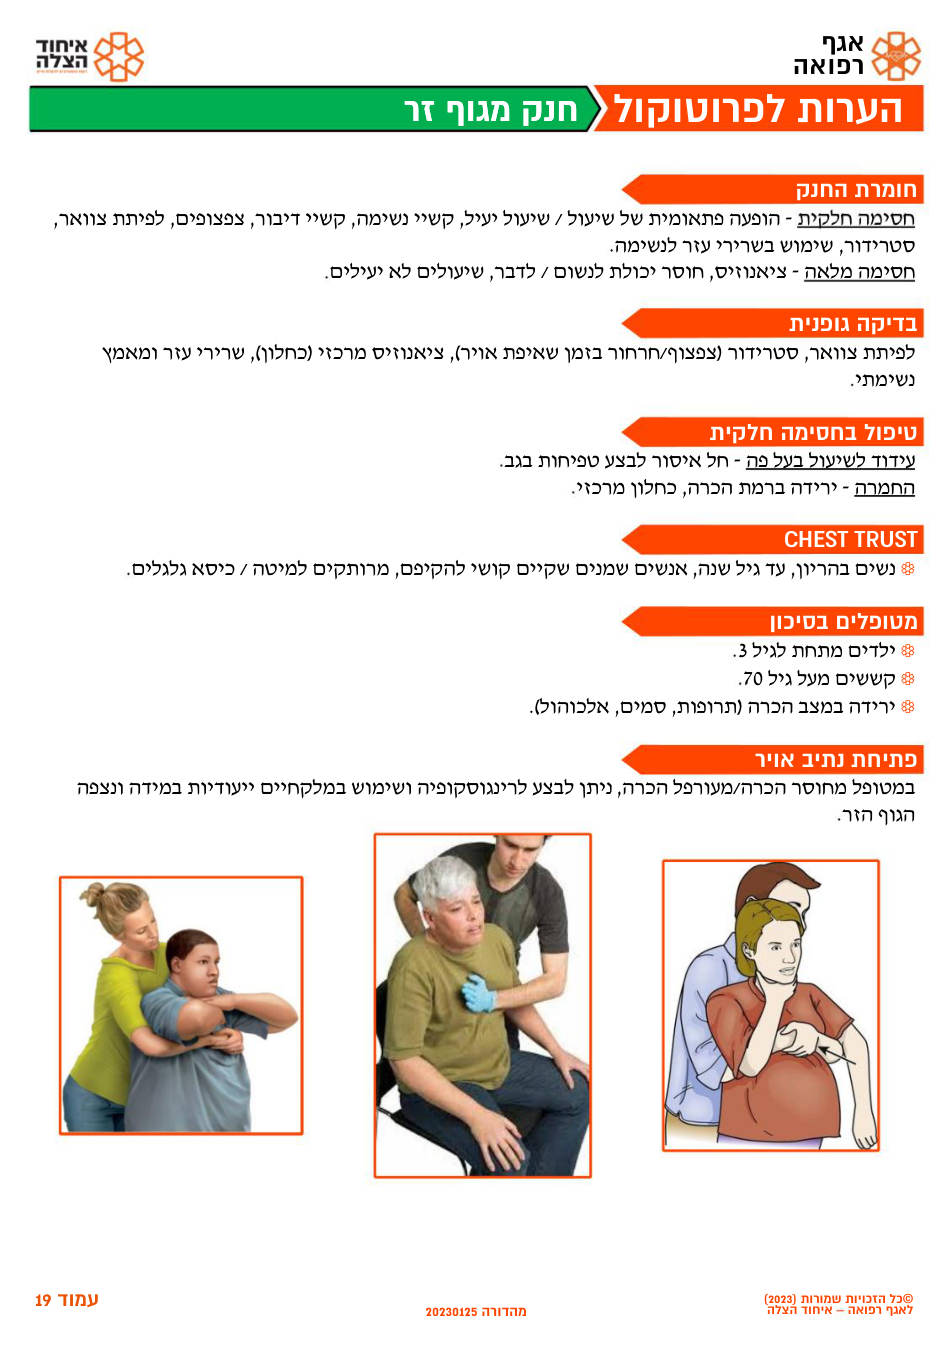 אגף
רפואה
איחוד
הצלה
הערות לפרוטוקול
חנק מגוף זר
חומרת החנק
חסימה חלקית - הופעה פתאומית של שיעול / שיעול יעיל, קשיי נשימה, קשיי דיבור, צפצופים, לפיתת צוואר,
סטרידור, שימוש בשרירי עזר לנשימה.
חסימה מלאה - ציאנוזיס, חוסר יכולת לנשום / לדבר, שיעולים לא יעילים.
בדיקה גופנית
לפיתת צוואר, סטרידור (צפצוף/חרחור בזמן שאיפת אויר), ציאנוזיס מרכזי (כחלון), שרירי עזר ומאמץ
נשימתי.
טיפול בחסימה חלקית
עידוד לשיעול בעל פה - חל איסור לבצע טפיחות בגב.
החמרה - ירידה ברמת הכרה, כחלון מרכזי.
CHEST TRUST
נשים בהריון, עד גיל שנה, אנשים שמנים שקיים קושי להקיפם, מרותקים למיטה / כיסא גלגלים.
מטופלים בסיכון
ילדים מתחת לגיל 3.
קששים מעל גיל 70.
ירידה במצב הכרה (תרופות, סמים, אלכוהול).
פתיחת נתיב אויר
במטופל מחוסר הכרה/מעורפל הכרה, ניתן לבצע לרינגוסקופיה ושימוש במלקחיים ייעודיות במידה ונצפה
הגוף הזר.
©כל הזכויות שמורות (2023)
לאגף רפואה – איחוד הצלה
מהדורה 20230125
עמוד 19